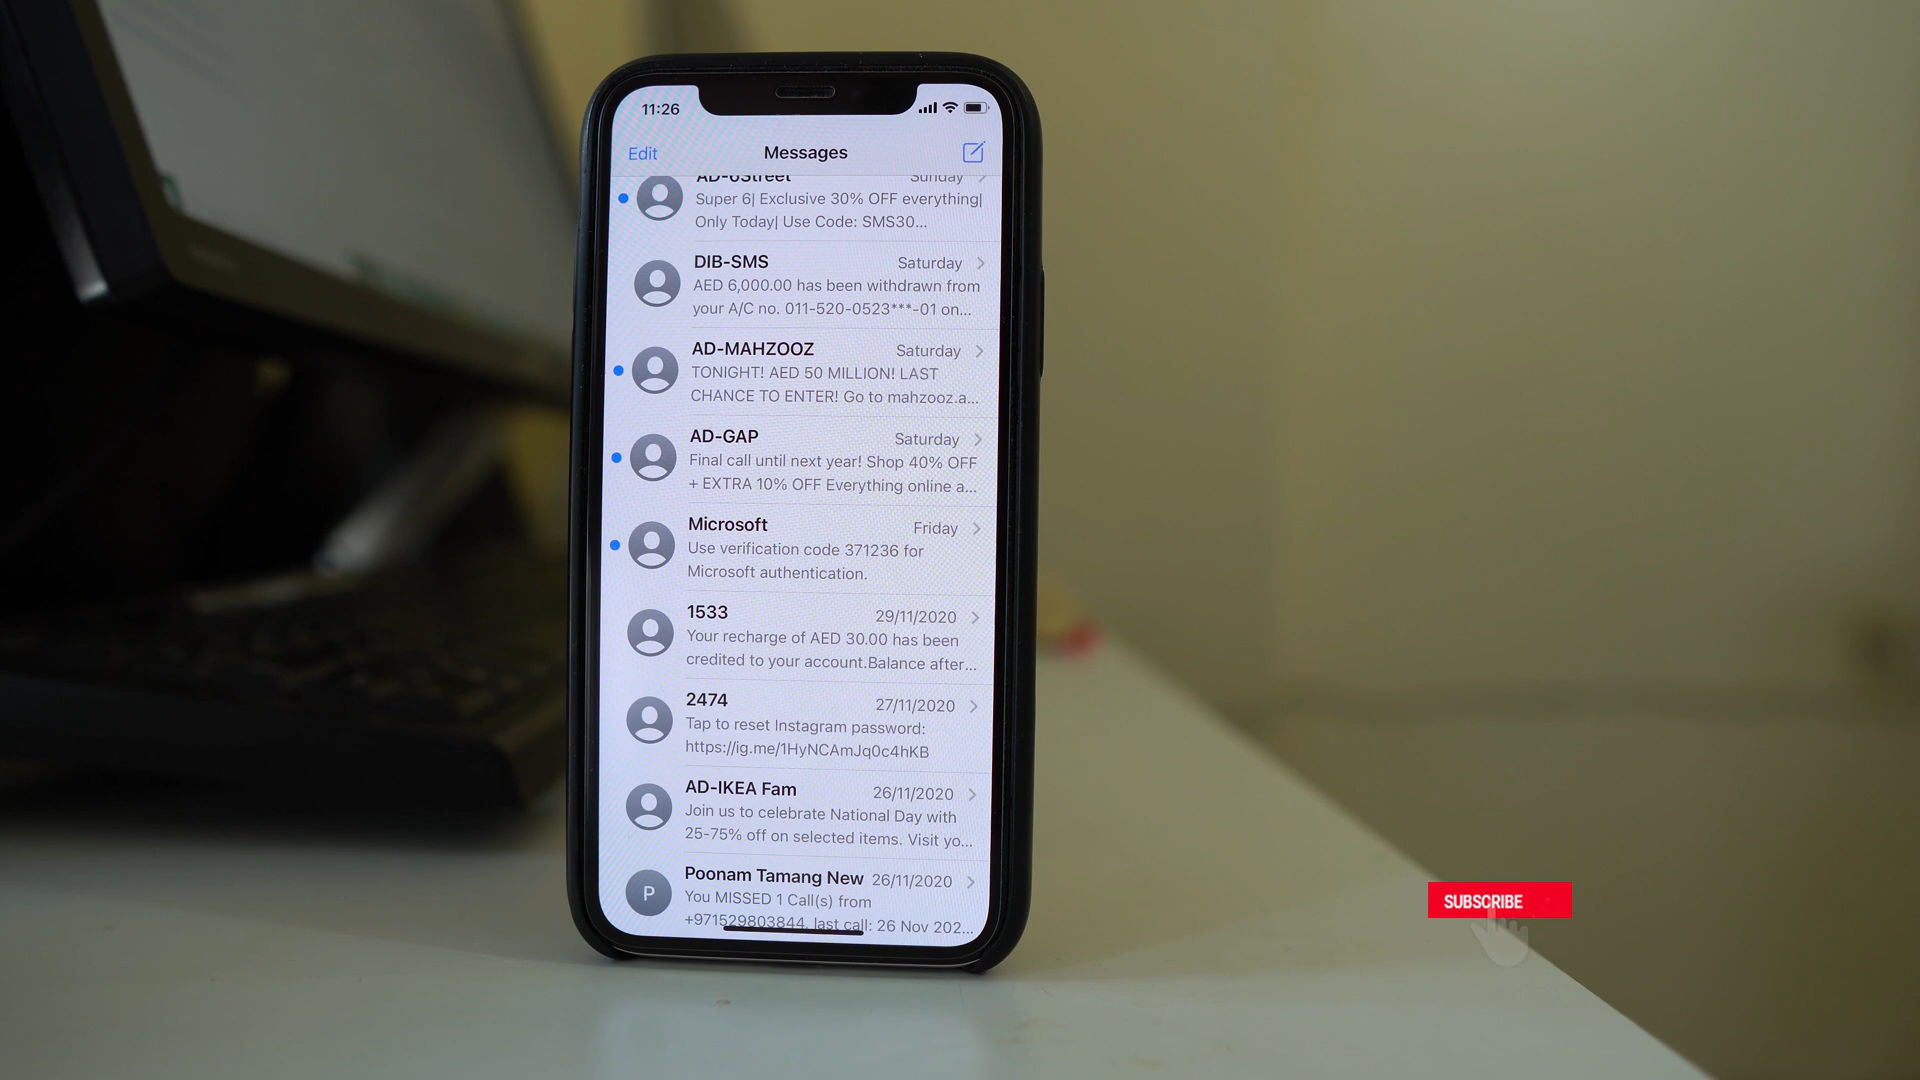 11:26
Edit
Messages
AD-6Street
Sunday
Super 6| Exclusive 30% OFF everything|
Only Today| Use Code: SMS30...
DIB-SMS
Saturday
AED 6,000.00 has been withdrawn from
your A/C no. 011-520-0523***-01 on...
AD-MAHZOOZ
Saturday
TONIGHT! AED 50 MILLION! LAST
CHANCE TO ENTER! Go to mahzooz.a...
AD-GAP
Saturday
Final call until next year! Shop 40% OFF
+ EXTRA 10% OFF Everything online a...
Microsoft
Friday
Use verification code 371236 for
Microsoft authentication.
1533
29/11/2020
Your recharge of AED 30.00 has been
credited to your account.Balance after...
2474
27/11/2020
Tap to reset Instagram password:
https://ig.me/1HyNCAmJq0c4hKB
AD-IKEA Fam
26/11/2020
Join us to celebrate National Day with
25-75% off on selected items. Visit yo...
Poonam Tamang New
26/11/2020
P
You MISSED 1 Call(s) from
+971529803844, last call: 26 Nov 202...
SUBSCRIBE